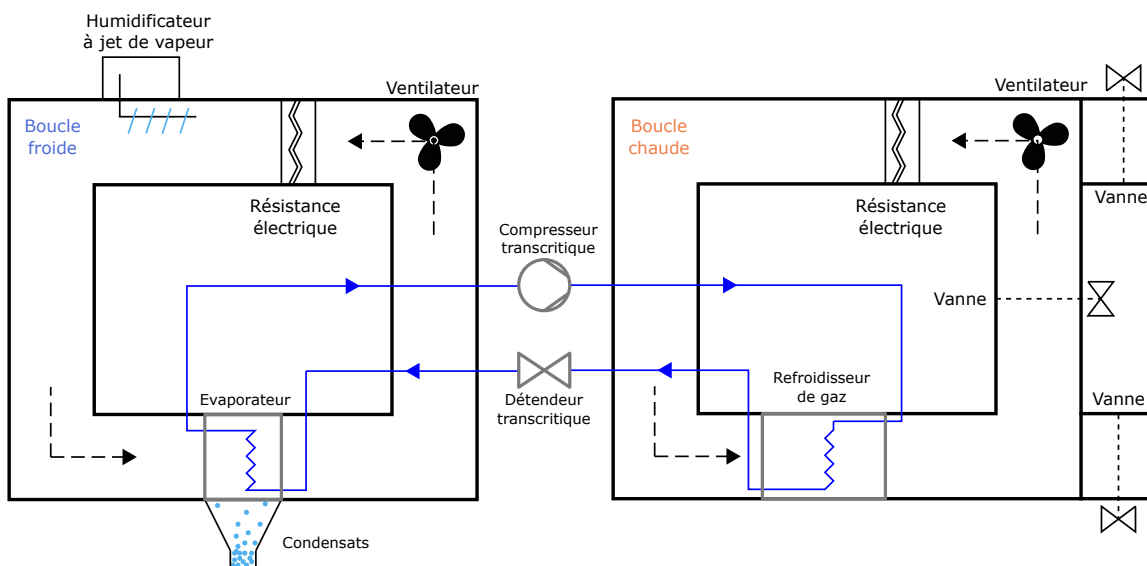 Humidificateur
à jet de vapeur
Ventilateur
Boucle
froide
Résistance
électrique
Evaporateur
Condensats
Compresseur
transcritique
Détendeur
transcritique
Ventilateur
Boucle
chaude
Résistance
électrique
Vanne
Vanne
Refroidisseur
de gaz
Vanne